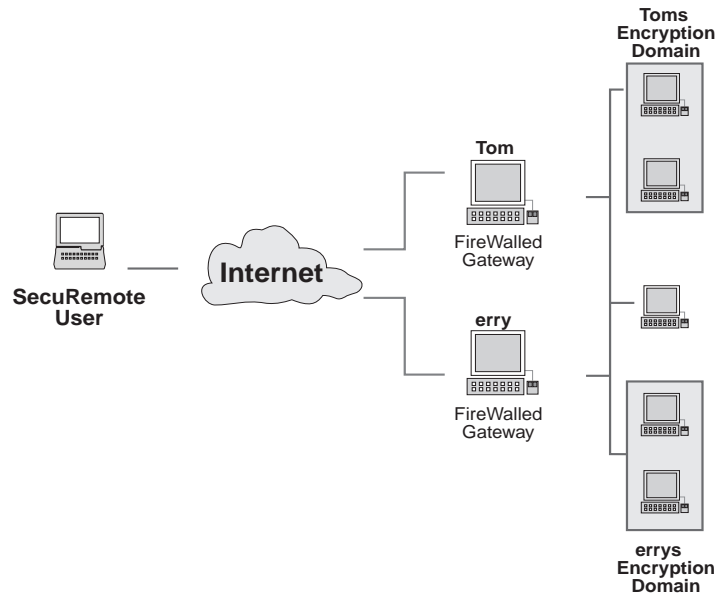 Toms
Encryption
Domain
Tom
FireWalled
Gateway
Internet
SecuRemote
User
erry
FireWalled
Gateway
errys
Encryption
Domain